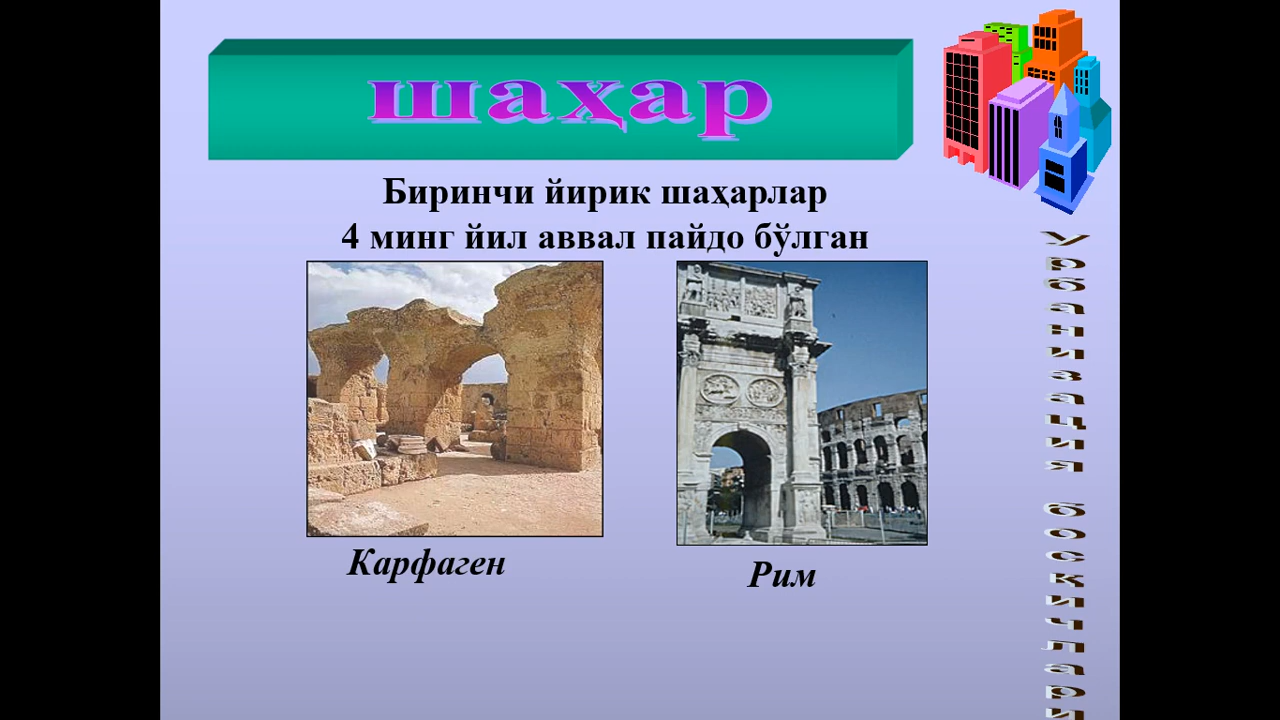 шаҳар
Биринчи йирик шаҳарлар
4 минг йил аввал пайдо бўлган
Карфаген
Рим
Урбанизация босқичлари